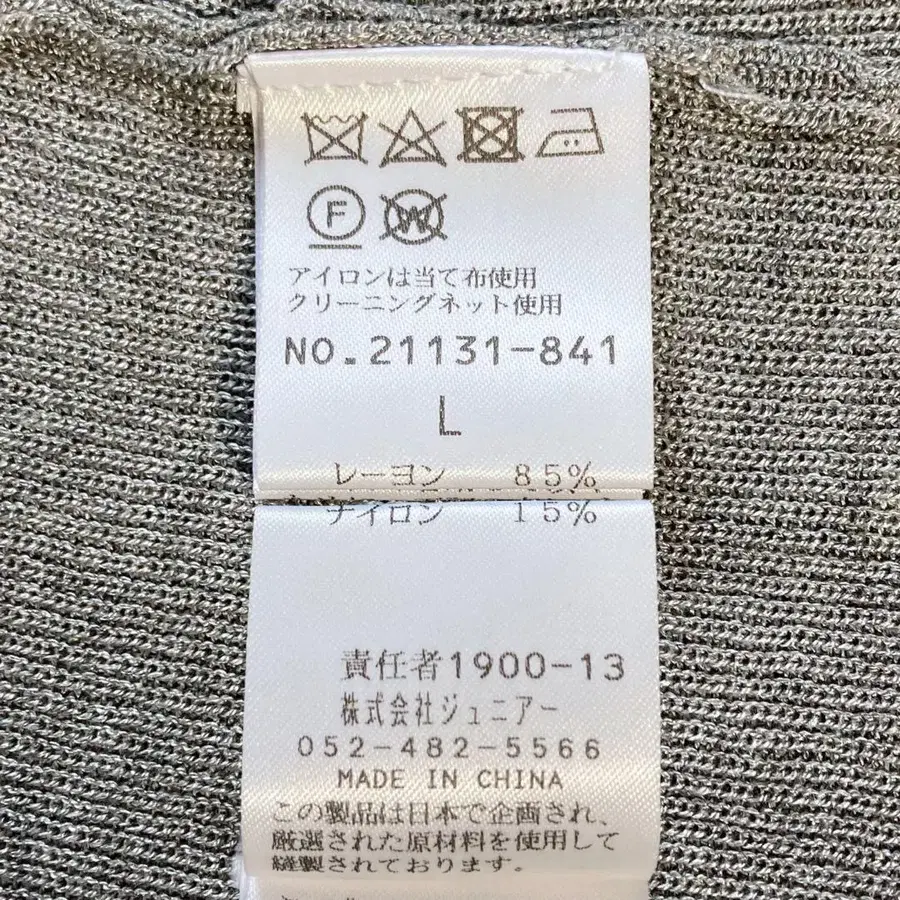 F
W
アイロンは当て布使用
クリーニングネット使用
NO.21131-841
L
レーヨン 85%
ナイロン 15%
責任者1900-13
株式会社ジュニアー
052-482-5566
MADE IN CHINA
この製品は日本で企画され、
厳選された原材料を使用して
縫製されております。